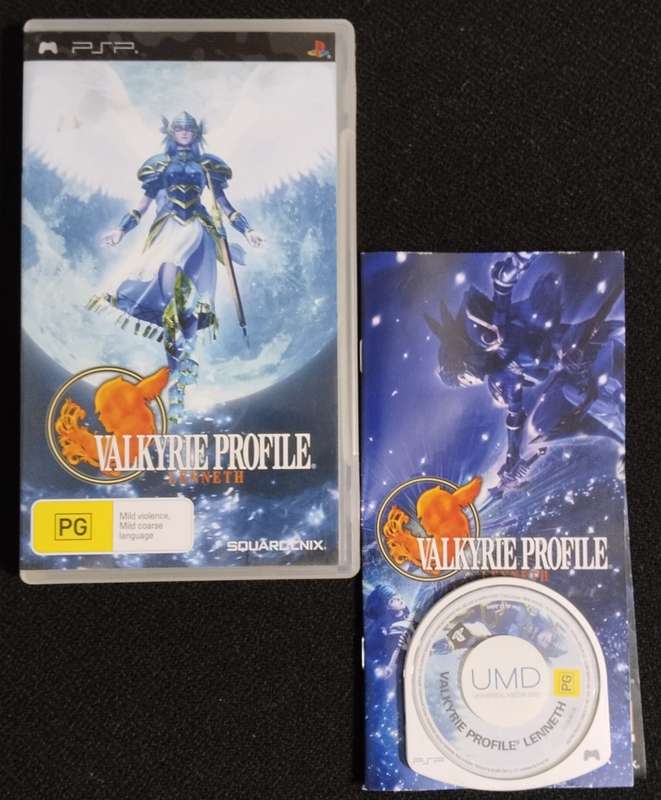 PSP
VALKYRIE PROFILE
LENNETH
PG
Mild violence,
Mild coarse
language
SQUARE ENIX
VALKYRIE PROFILE
LENNETH
UMD
PG
VALKYRIE PROFILE® LENNETH
PSP